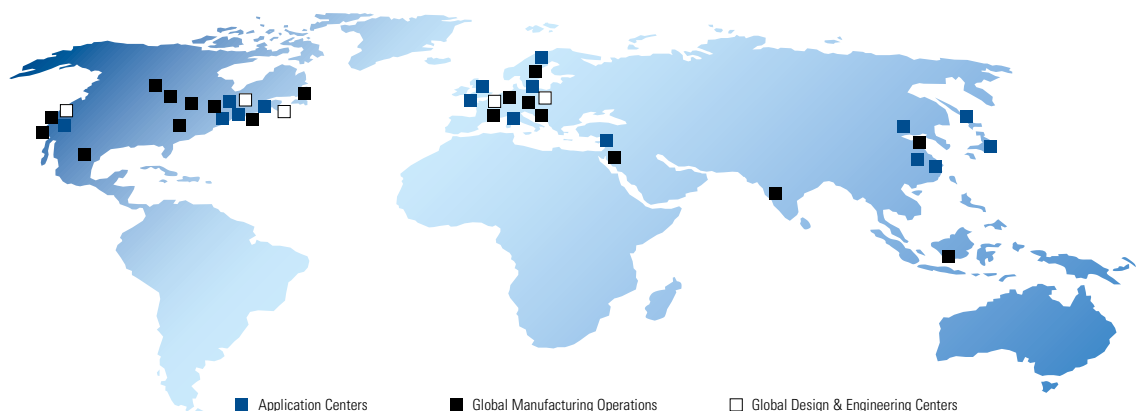 Application Centers
Global Manufacturing Operations
Global Design & Engineering Centers